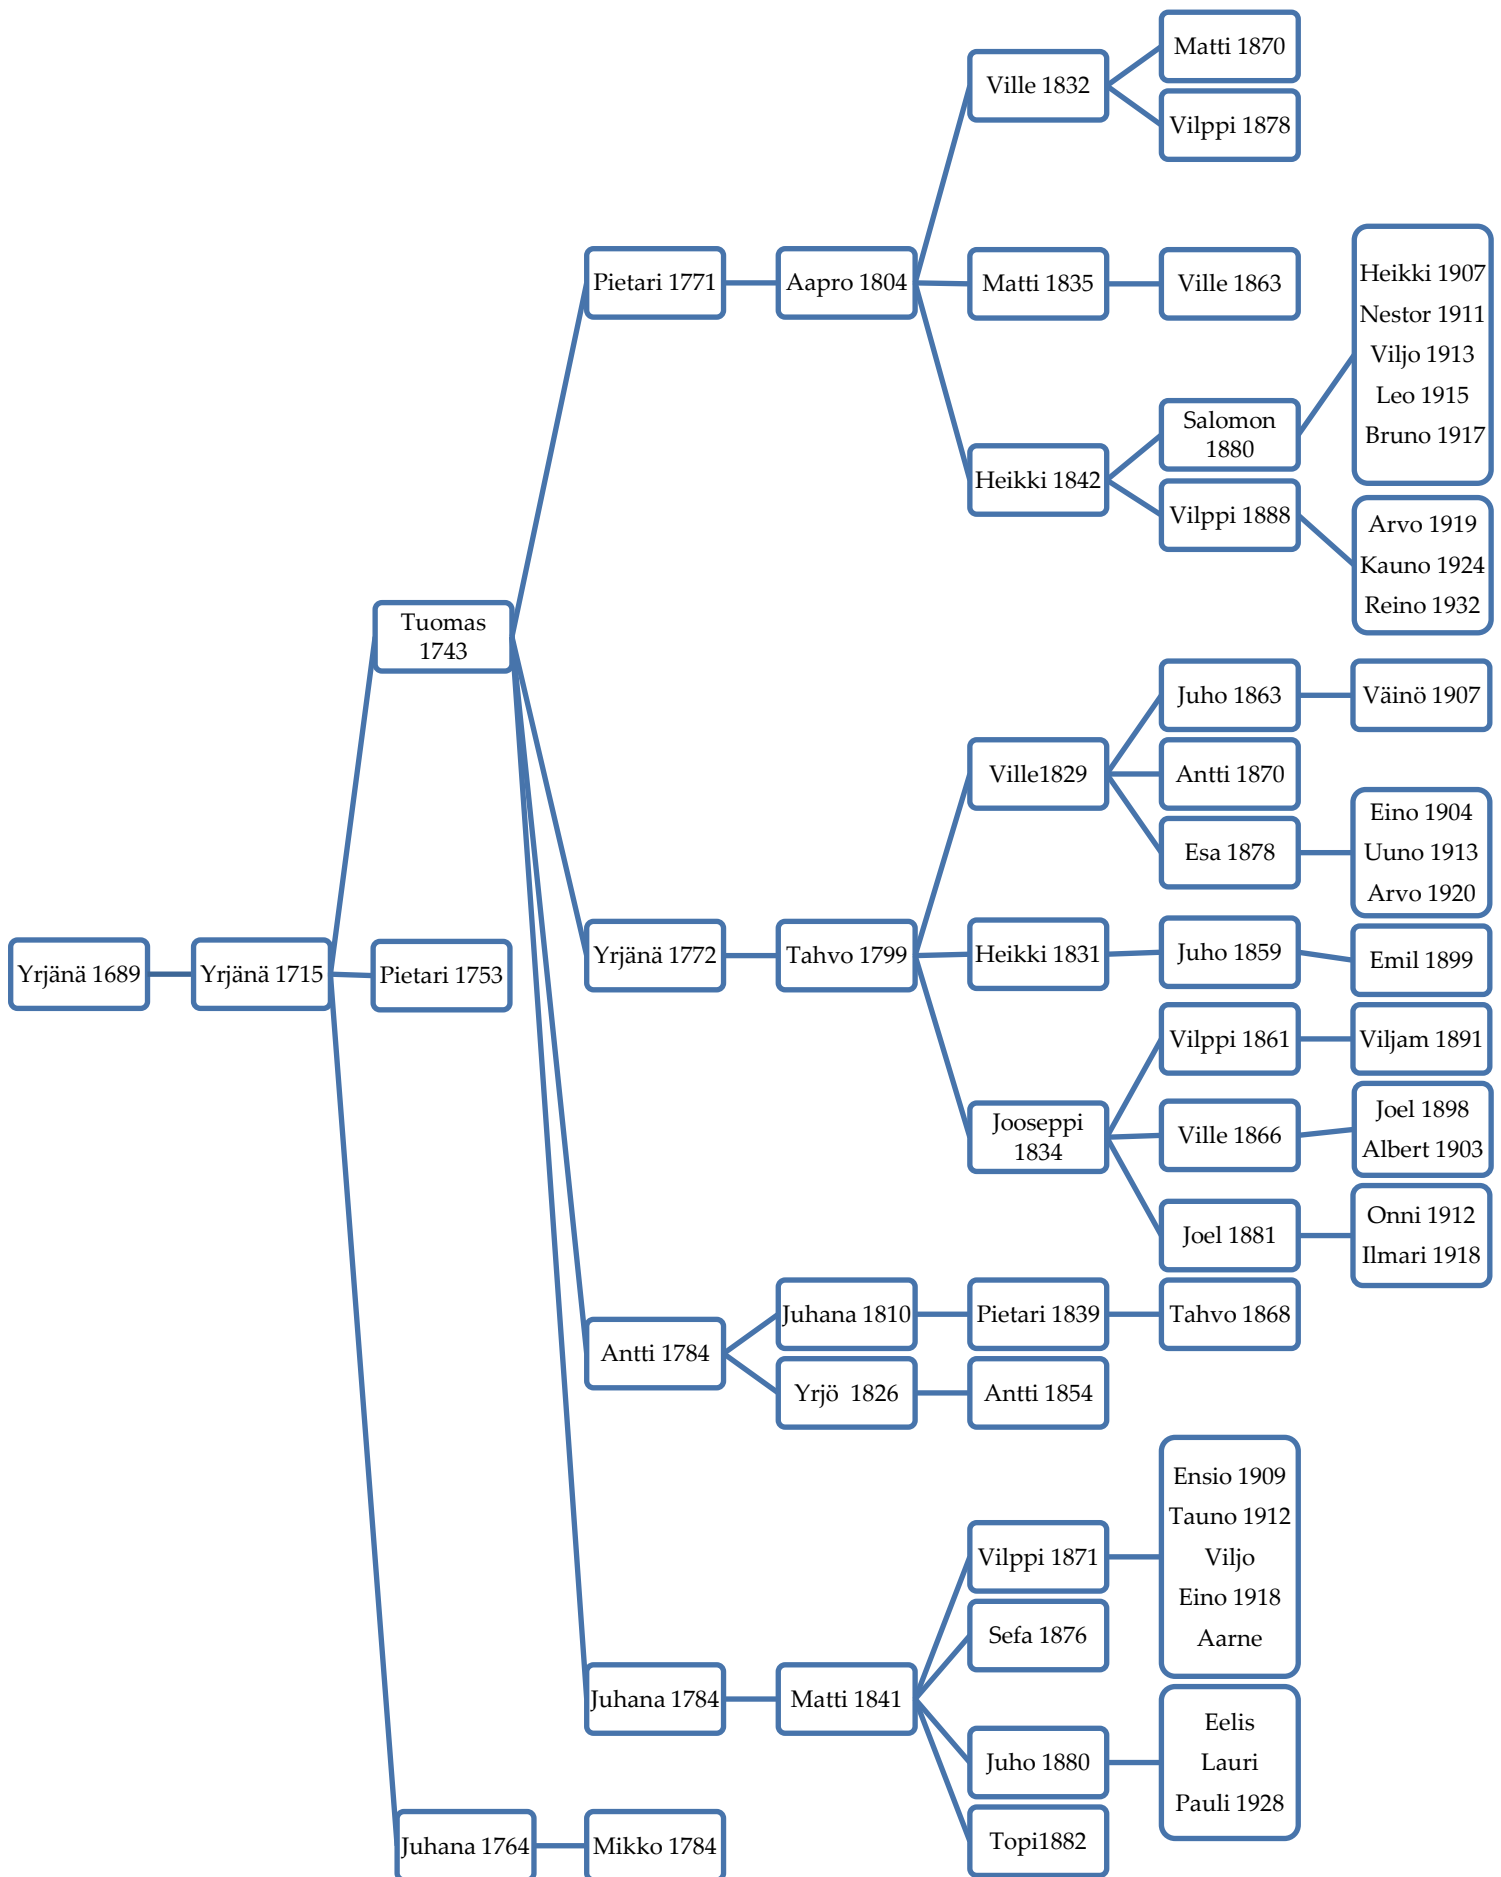 Matti 1870
Ville 1832
Vilppi 1878
Pietari 1771
Aapro 1804
Matti 1835
Ville 1863
Heikki 1907
Nestor 1911
Viljo 1913
Leo 1915
Bruno 1917
Salomon
1880
Heikki 1842
Vilppi 1888
Arvo 1919
Kauno 1924
Reino 1932
Tuomas
1743
Juho 1863
Väinö 1907
Ville1829
Antti 1870
Esa 1878
Eino 1904
Uuno 1913
Arvo 1920
Yrjänä 1689
Yrjänä 1715
Pietari 1753
Yrjänä 1772
Tahvo 1799
Heikki 1831
Juho 1859
Emil 1899
Vilppi 1861
Viljam 1891
Jooseppi
1834
Ville 1866
Joel 1898
Albert 1903
Joel 1881
Onni 1912
Ilmari 1918
Antti 1784
Juhana 1810
Pietari 1839
Tahvo 1868
Yrjö  1826
Antti 1854
Vilppi 1871
Ensio 1909
Tauno 1912
Viljo
Eino 1918
Aarne
Sefa 1876
Juhana 1784
Matti 1841
Juho 1880
Eelis
Lauri
Pauli 1928
Topi1882
Juhana 1764
Mikko 1784